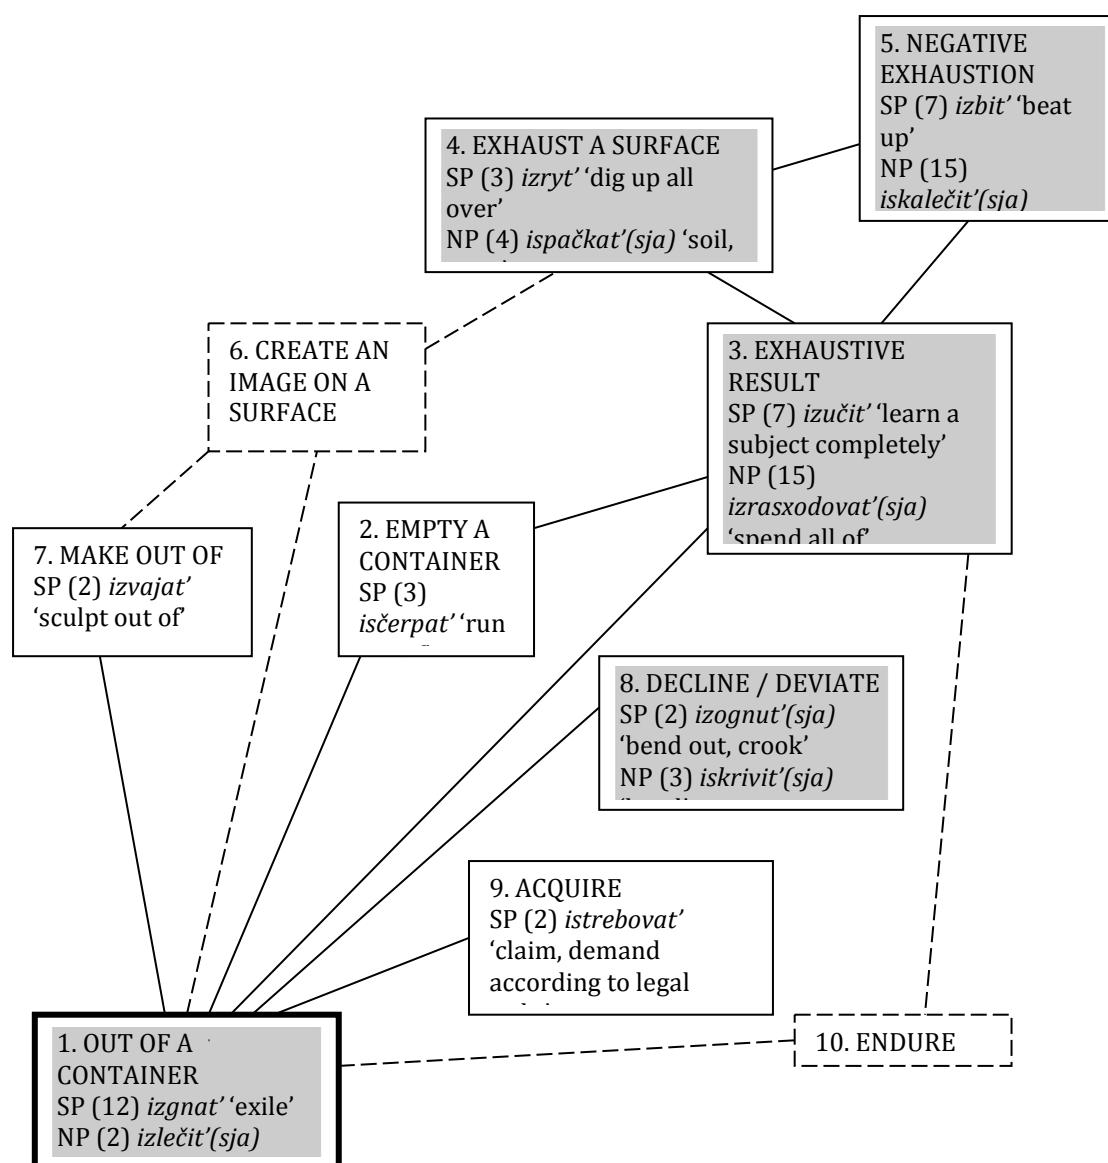 5. NEGATIVE
EXHAUSTION
SP (7) izbit’ ‘beat
up’
NP (15)
iskalečit’(sja)
4. EXHAUST A SURFACE
SP (3) izryt’ ‘dig up all
over’
NP (4) ispačkat’(sja) ‘soil,
6. CREATE AN
IMAGE ON A
SURFACE
3. EXHAUSTIVE
RESULT
SP (7) izučit’ ‘learn a
subject completely’
NP (15)
izrasxodovat’(sja)
‘spend all of’
7. MAKE OUT OF
SP (2) izvajat’
‘sculpt out of’
2. EMPTY A
CONTAINER
SP (3)
isčerpat’ ‘run
8. DECLINE / DEVIATE
SP (2) izognut’(sja)
‘bend out, crook’
NP (3) iskrivit’(sja)
9. ACQUIRE
SP (2) istrebovat’
‘claim, demand
according to legal
10. ENDURE
1. OUT OF A
CONTAINER
SP (12) izgnat’ ‘exile’
NP (2) izlečit’(sja)